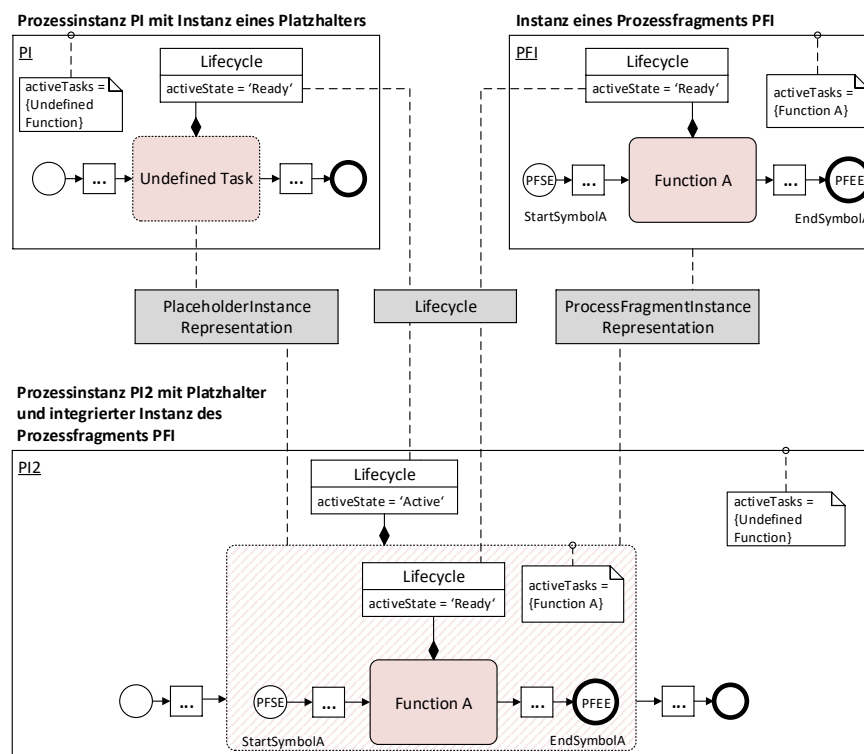 Prozessinstanz PI mit Instanz eines Platzhalters
PI
Lifecycle
activeState = ‘Ready‘
activeTasks =
{Undefined
Function}
...
Undefined Task
...
Instanz eines Prozessfragments PFI
PFI
Lifecycle
activeState = ‘Ready‘
activeTasks =
{Function A}
PFSE
...
Function A
...
PFEE
StartSymbolA
EndSymbolA
PlaceholderInstance
Representation
Lifecycle
ProcessFragmentInstance
Representation
Prozessinstanz PI2 mit Platzhalter
und integrierter Instanz des
Prozessfragments PFI
PI2
Lifecycle
activeState = ‘Active‘
activeTasks =
{Undefined
Function}
Lifecycle
activeState = ‘Ready‘
activeTasks =
{Function A}
...
PFSE
...
Function A
...
PFEE
...
StartSymbolA
EndSymbolA